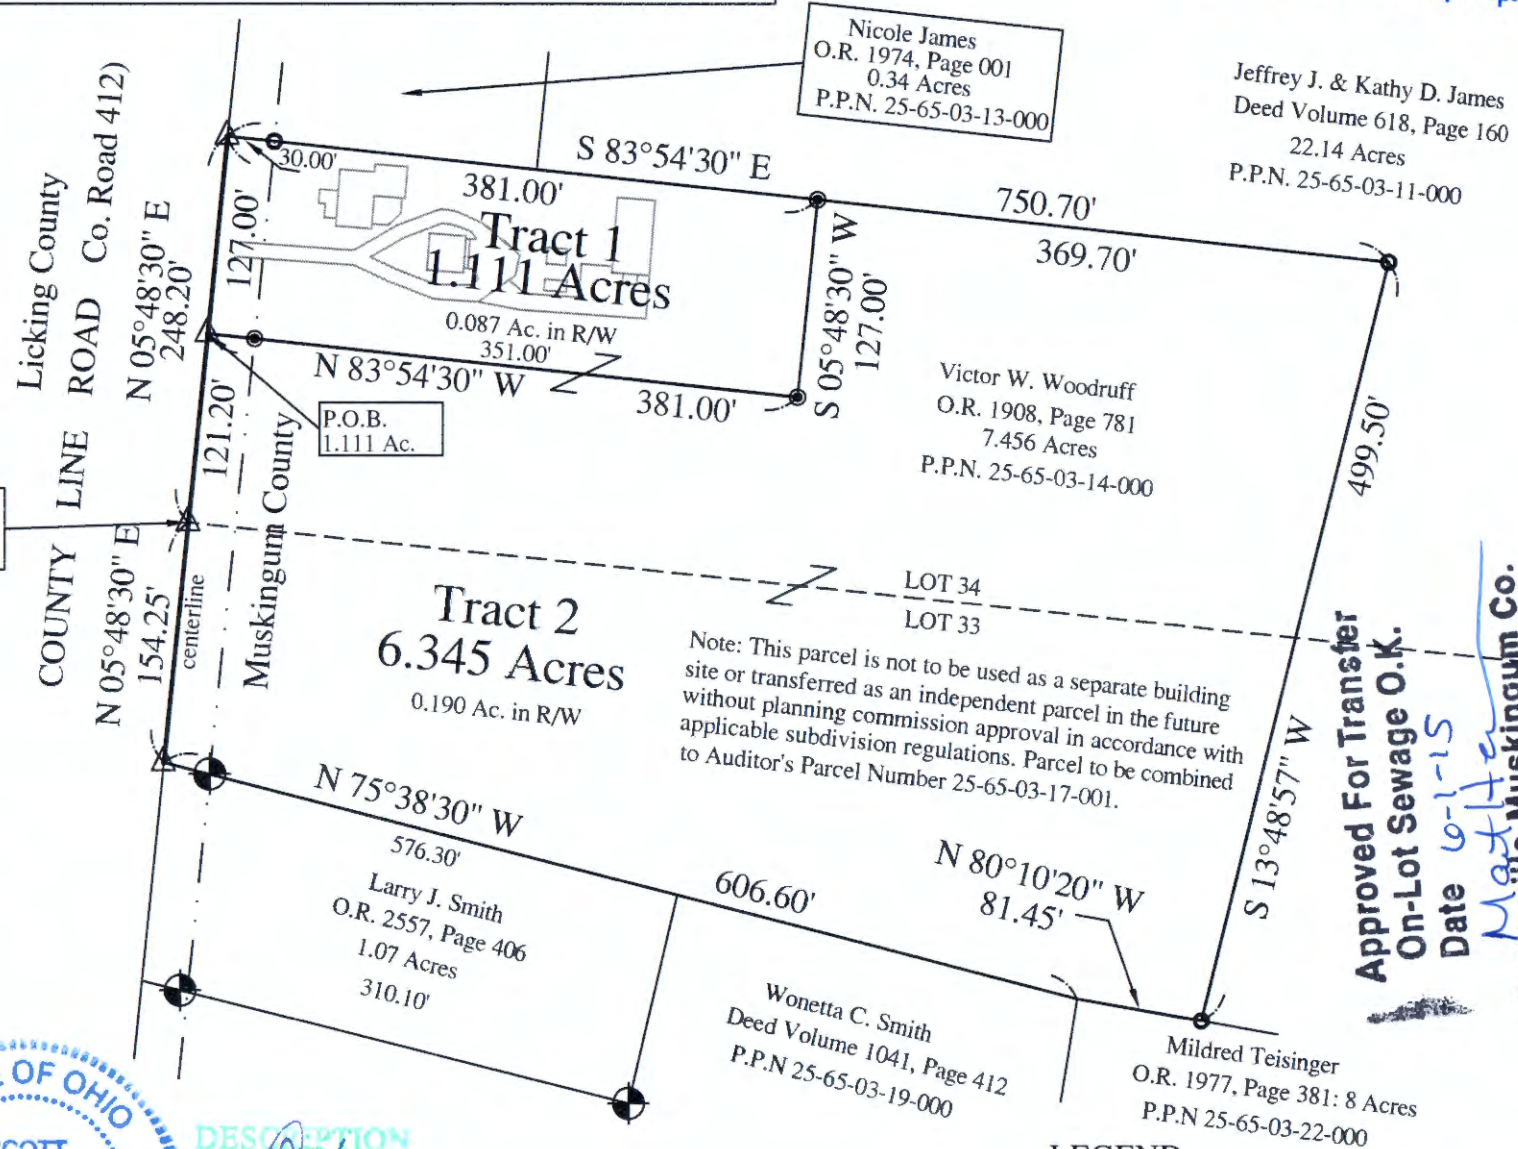 Nicole James
O.R. 1974, Page 001
0.34 Acres
P.P.N. 25-65-03-13-000
Jeffrey J. & Kathy D. James
Deed Volume 618, Page 160
22.14 Acres
P.P.N. 25-65-03-11-000
S 83°54'30" E
30.00'
381.00'
750.70'
369.70'
Tract 1
1.111 Acres
0.087 Ac. in R/W
351.00'
N 83°54'30" W
381.00'
S 05°48'30" W
127.00'
Licking County
COUNTY LINE ROAD Co. Road 412)
N 05°48'30" E
248.20'
127.00'
121.20'
P.O.B.
1.111 Ac.
Muskingum County
Victor W. Woodruff
O.R. 1908, Page 781
7.456 Acres
P.P.N. 25-65-03-14-000
499.50'
S 13°48'57" W
N 05°48'30" E
154.25'
centerline
LOT 34
LOT 33
Tract 2
6.345 Acres
0.190 Ac. in R/W
Note: This parcel is not to be used as a separate building
site or transferred as an independent parcel in the future
without planning commission approval in accordance with
applicable subdivision regulations. Parcel to be combined
to Auditor's Parcel Number 25-65-03-17-001.
N 75°38'30" W
576.30'
606.60'
N 80°10'20" W
81.45'
Larry J. Smith
O.R. 2557, Page 406
1.07 Acres
310.10'
Wonetta C. Smith
Deed Volume 1041, Page 412
P.P.N 25-65-03-19-000
Mildred Teisinger
O.R. 1977, Page 381: 8 Acres
P.P.N 25-65-03-22-000
Approved For Transfer
On-Lot Sewage O.K.
Date 6-1-15
Muskingum Co.
OF OHIO
DESCRIPTION
LEGEND